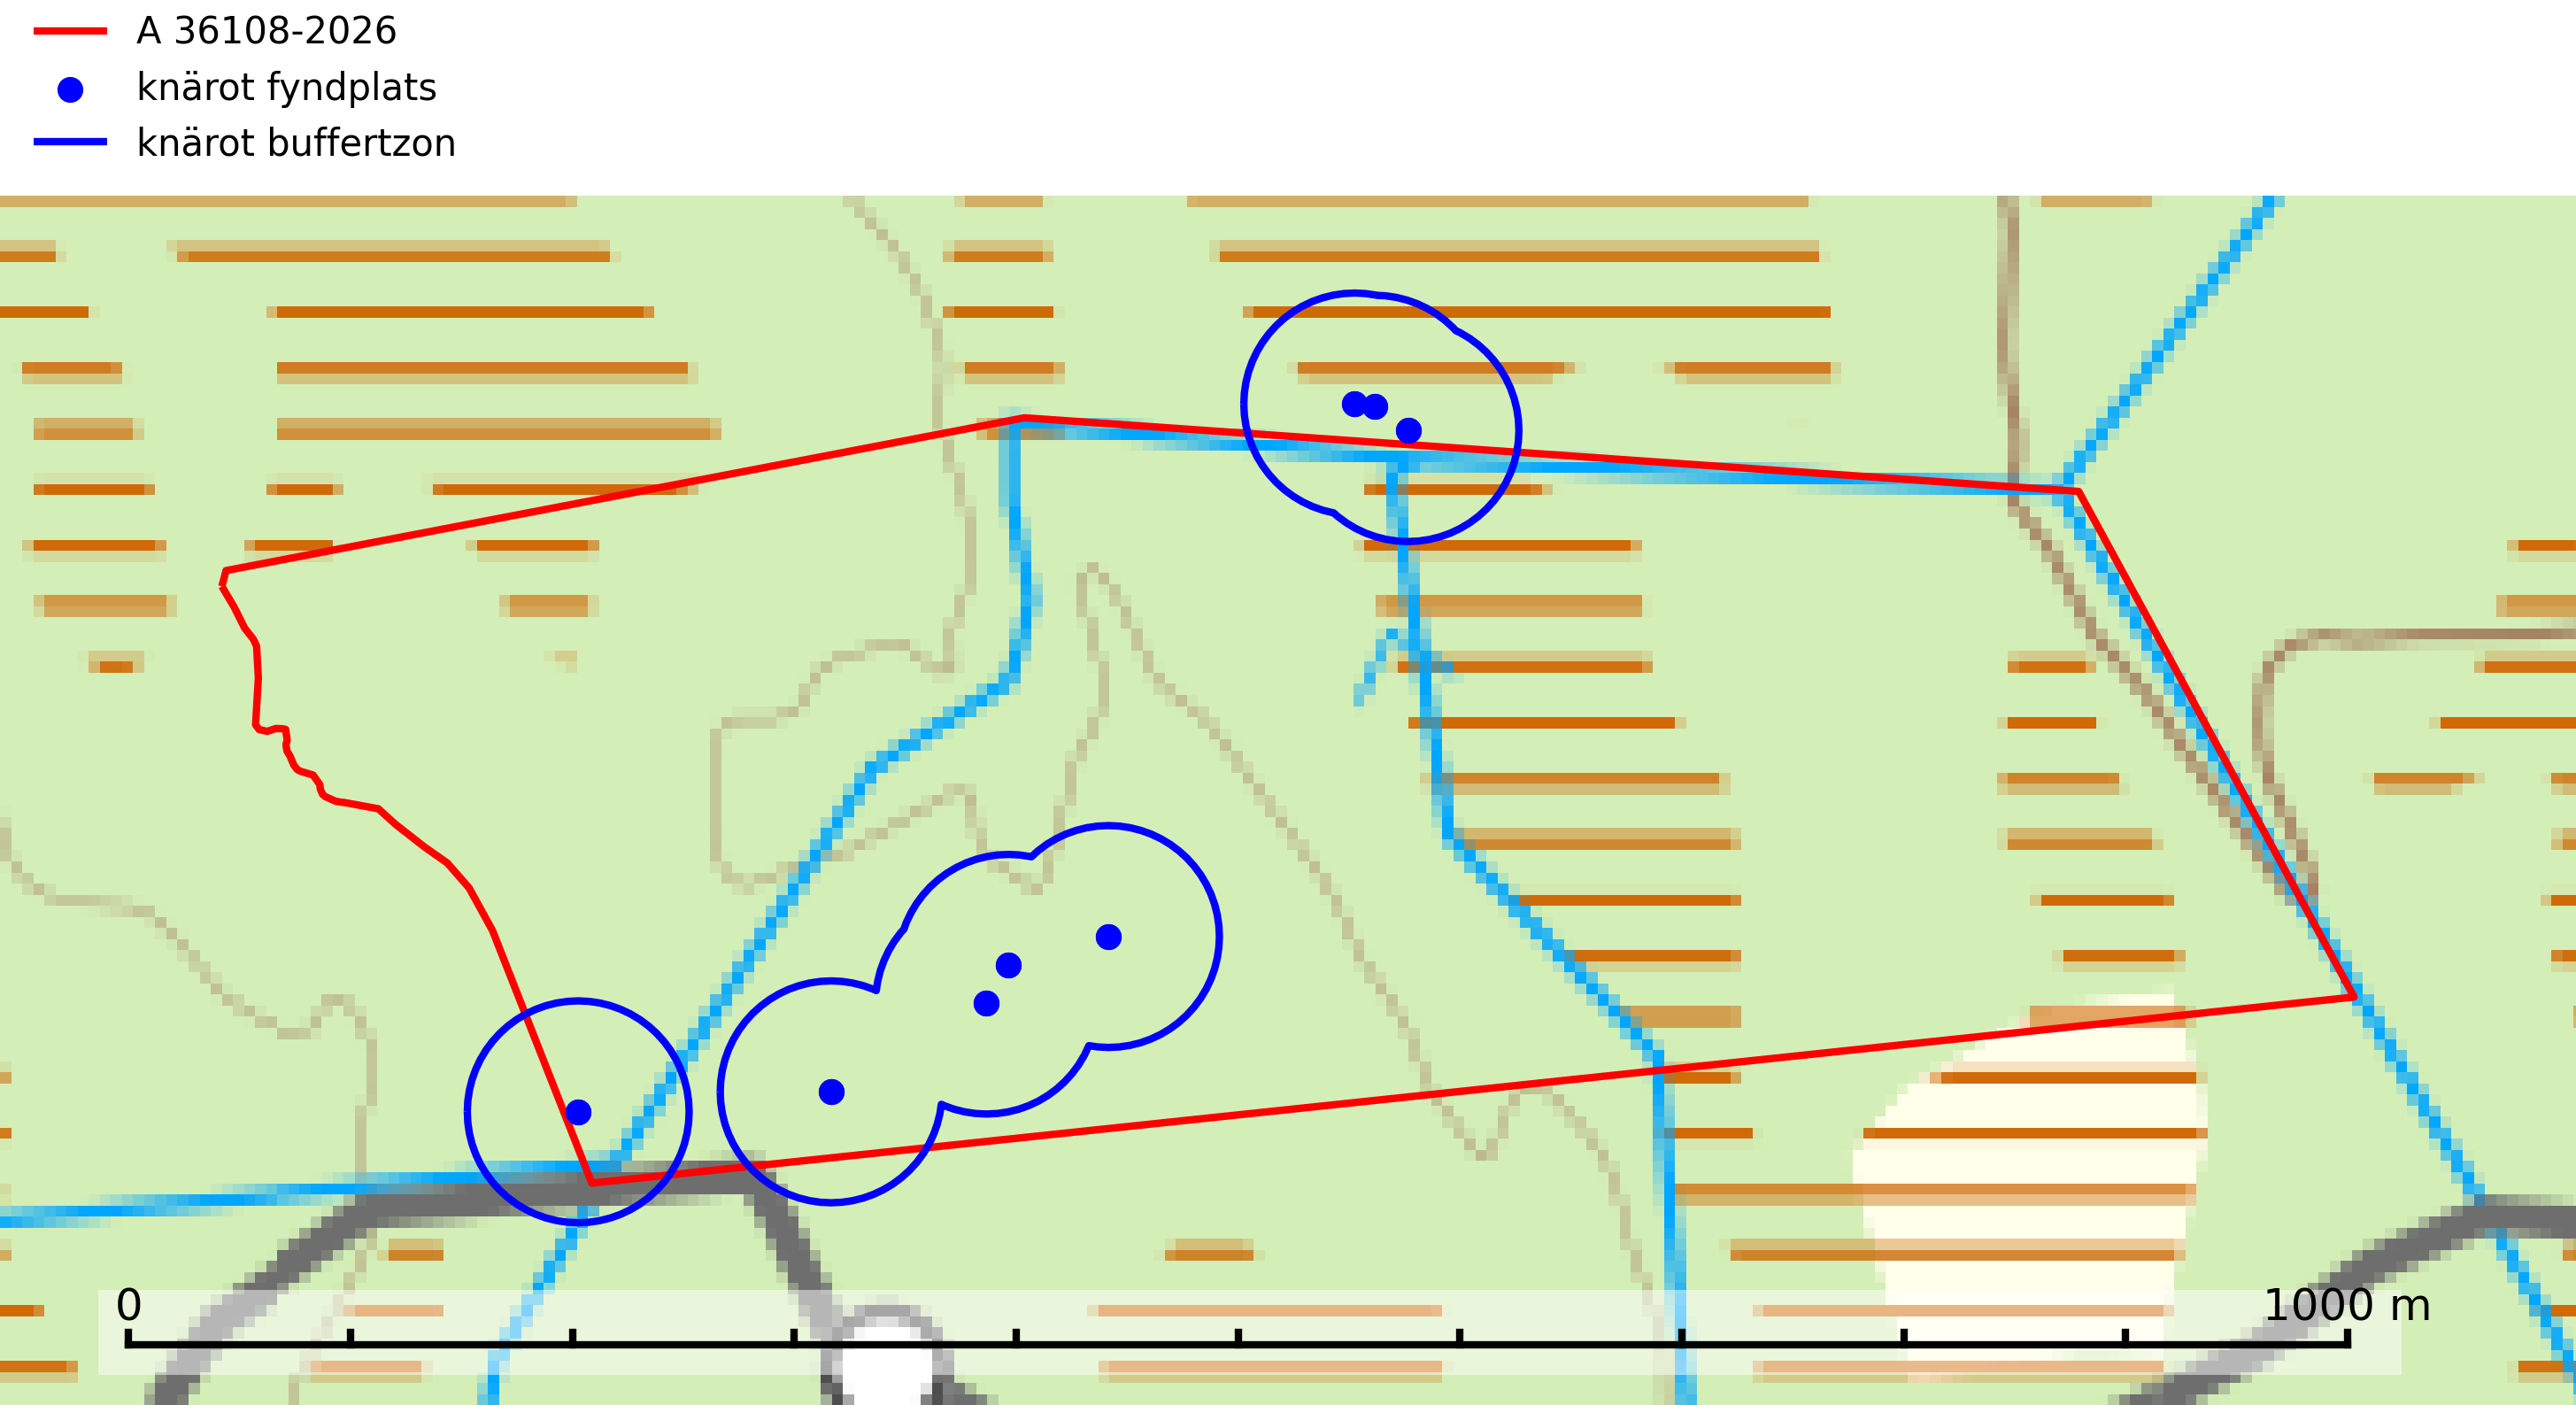 A 36108-2026
knärot fyndplats
knärot buffertzon
0
1000 m